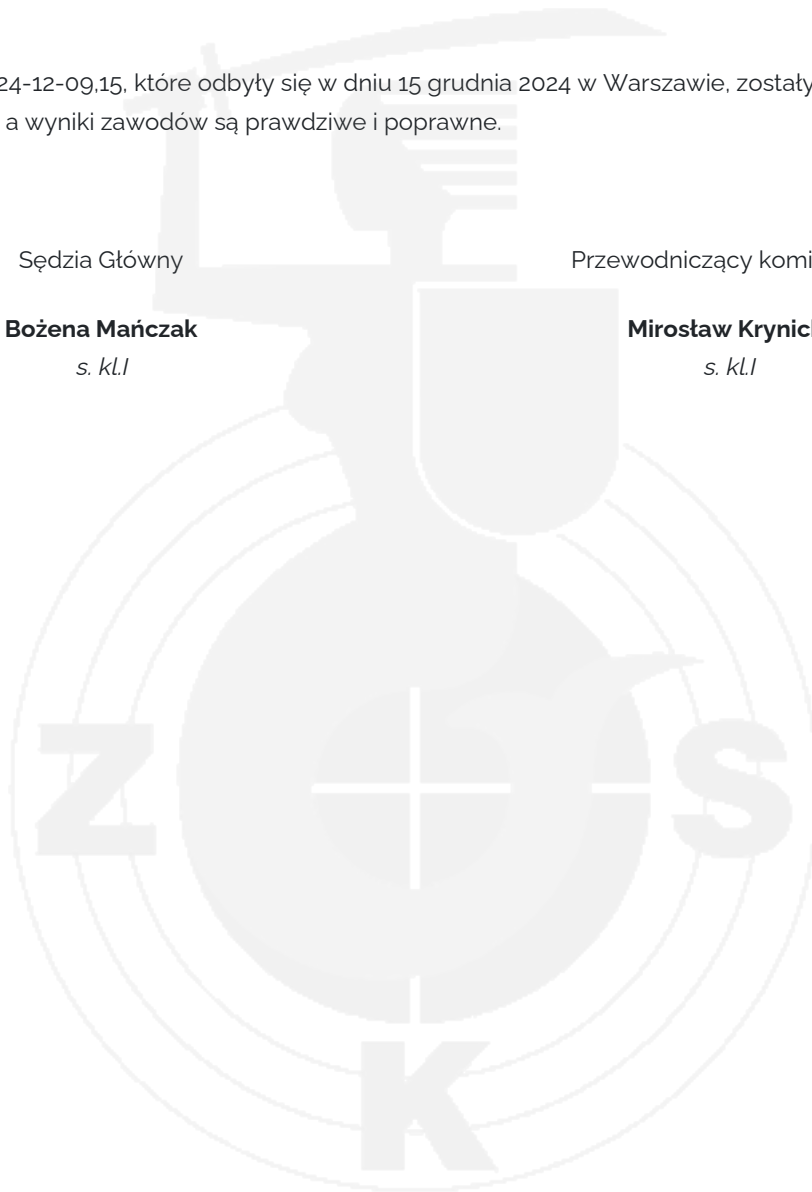 24-12-09,15, które odbyły się w dniu 15 grudnia 2024 w Warszawie, zostały
a wyniki zawodów są prawdziwe i poprawne.
Sędzia Główny Przewodniczący komi
Bożena Mańczak Mirosław Krynic
s. kl.I s. kl.I
Z S
K